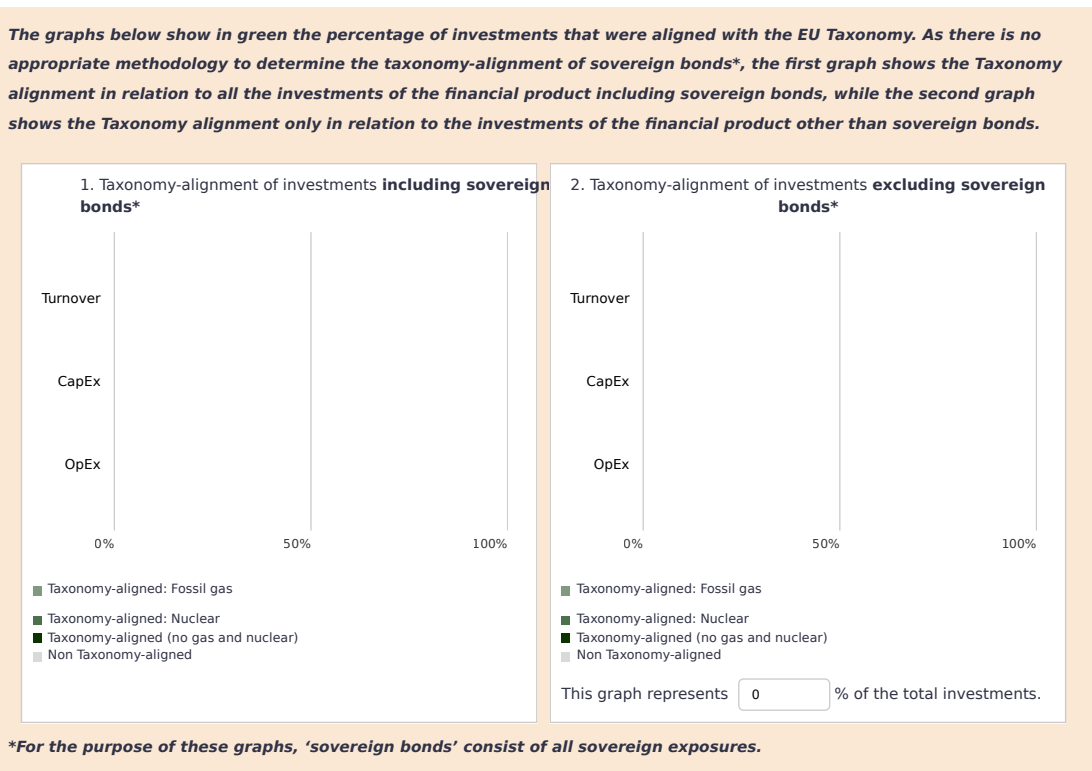 The graphs below show in green the percentage of investments that were aligned with the EU Taxonomy. As there is no
appropriate methodology to determine the taxonomy-alignment of sovereign bonds*, the first graph shows the Taxonomy
alignment in relation to all the investments of the financial product including sovereign bonds, while the second graph
shows the Taxonomy alignment only in relation to the investments of the financial product other than sovereign bonds.
1. Taxonomy-alignment of investments including sovereign
bonds*
Turnover
CapEx
OpEx
0% 50% 100%
Taxonomy-aligned: Fossil gas
Taxonomy-aligned: Nuclear
Taxonomy-aligned (no gas and nuclear)
Non Taxonomy-aligned
2. Taxonomy-alignment of investments excluding sovereign
bonds*
Turnover
CapEx
OpEx
0% 50% 100%
Taxonomy-aligned: Fossil gas
Taxonomy-aligned: Nuclear
Taxonomy-aligned (no gas and nuclear)
Non Taxonomy-aligned
This graph represents 0 % of the total investments.
*For the purpose of these graphs, ‘sovereign bonds’ consist of all sovereign exposures.